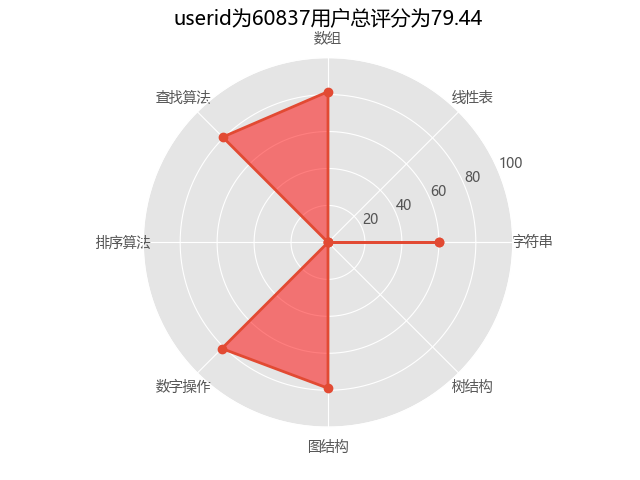 userid为60837用户总评分为79.44
数组
查找算法
线性表
100
80
60
40
20
排序算法
字符串
数字操作
树结构
图结构